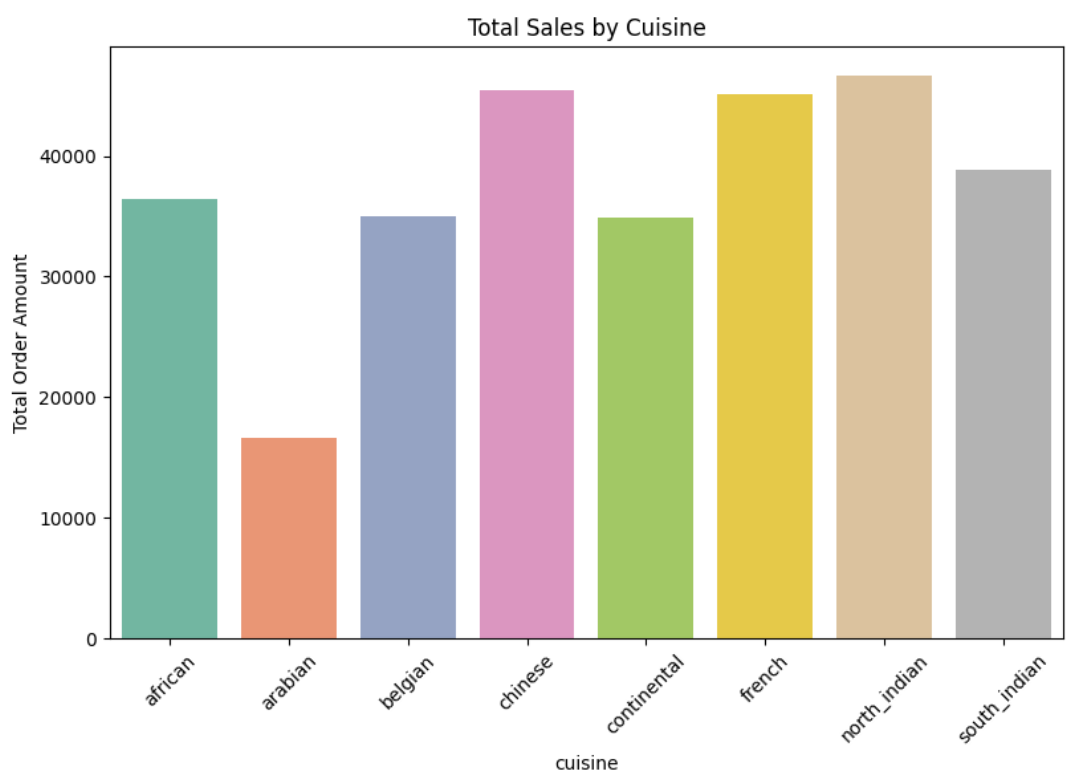 Total Sales by Cuisine
Total Order Amount
40000
30000
20000
10000
0
african
arabian
belgian
chinese
continental
french
north_indian
south_indian
cuisine